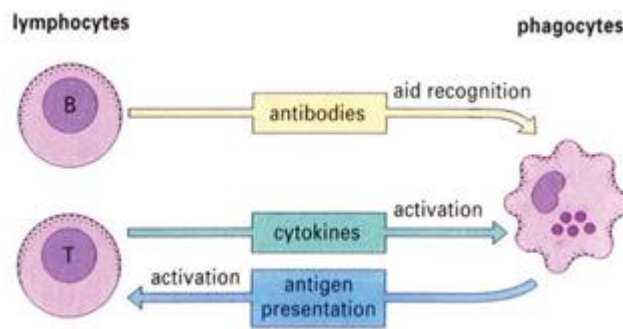 lymphocytes
phagocytes
B
antibodies
aid recognition
T
cytokines
activation
activation
antigen
presentation